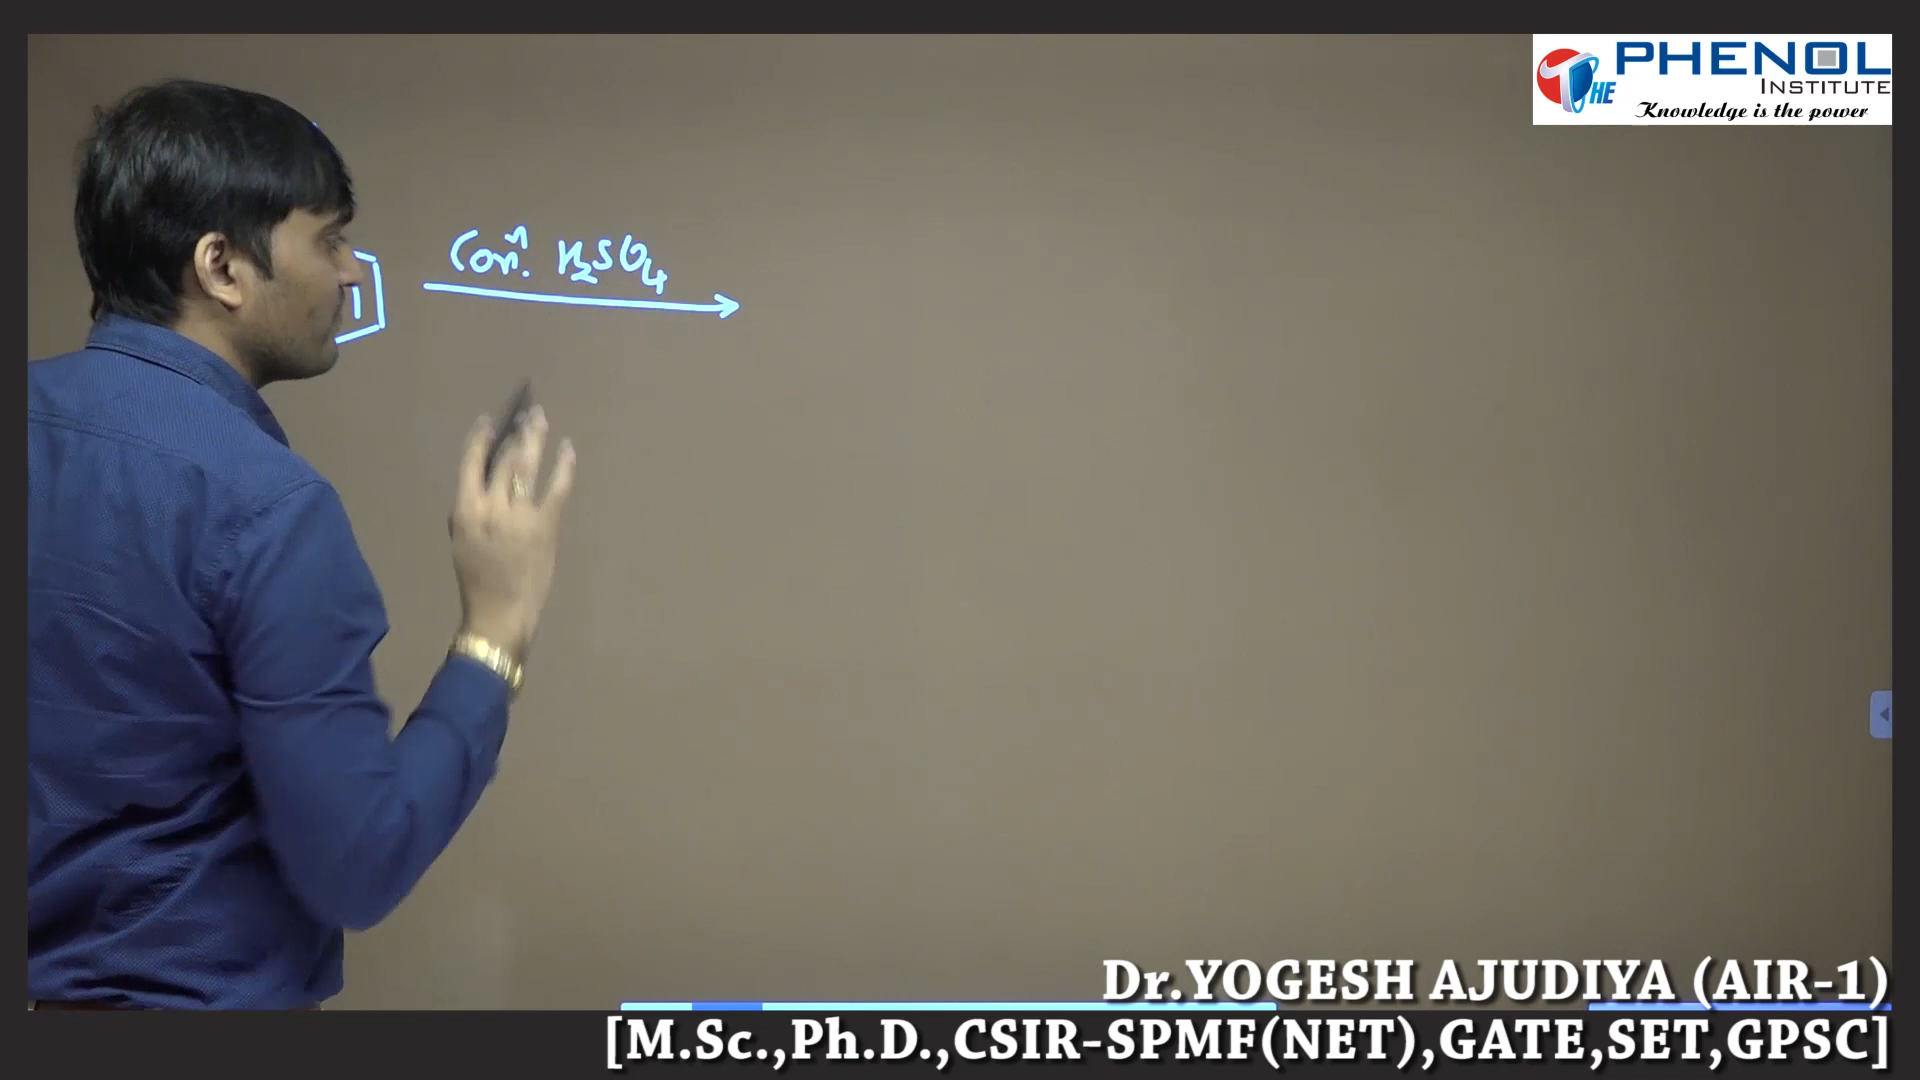 THE PHENOL
INSTITUTE
Knowledge is the power
Conⁿ. H₂SO₄
Dr.YOGESH AJUDIYA (AIR-1)
[M.Sc.,Ph.D.,CSIR-SPMF(NET),GATE,SET,GPSC]